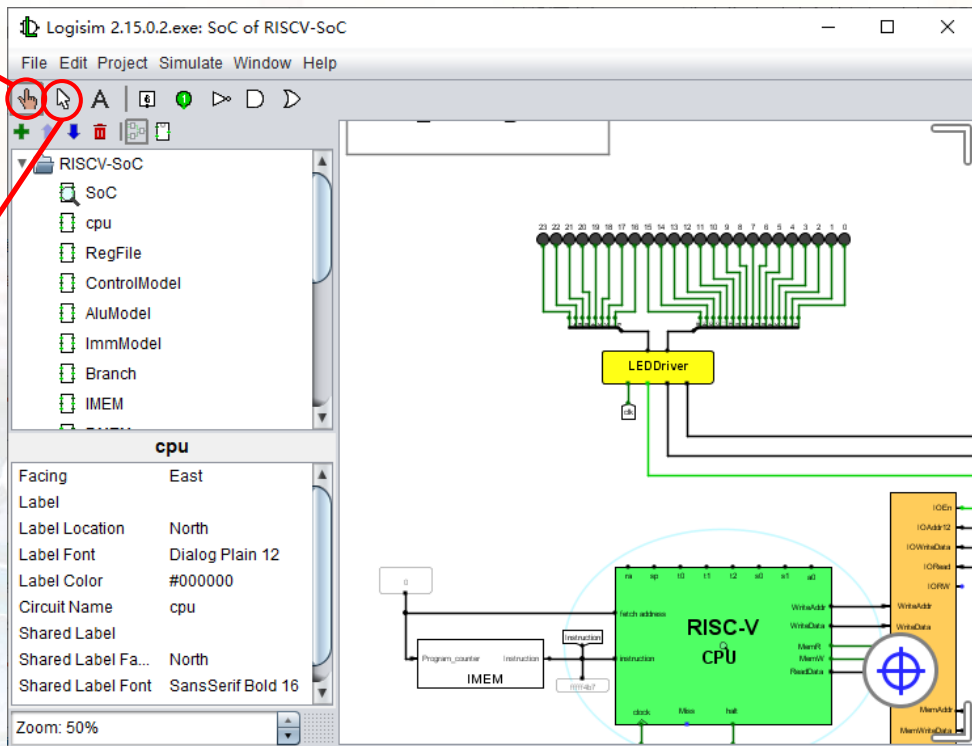 Logisim 2.15.0.2.exe: SoC of RISCV-SoC
File Edit Project Simulate Window Help
A
RISCV-SoC
SoC
cpu
RegFile
ControlModel
AluModel
ImmModel
Branch
IMEM
cpu
Facing East
Label
Label Location North
Label Font Dialog Plain 12
Label Color #000000
Circuit Name cpu
Shared Label
Shared Label Fa... North
Shared Label Font SansSerif Bold 16
Zoom: 50%
23 22 21 20 19 18 17 16 15 14 13 12 11 10 9 8 7 6 5 4 3 2 1 0
LEDDriver
clk
IOEn
IOAddr12
IOWriteData
IORead
IORW
WriteAddr
WriteData
MemAddr
MemWriteData
0
ra sp t0 t1 t2 s0 s1 a0
fetch address
instruction
RISC-V
CPU
WriteAddr
WriteData
MemR
MemW
ReadData
clock Miss halt
Instruction
Program_counter Instruction
IMEM